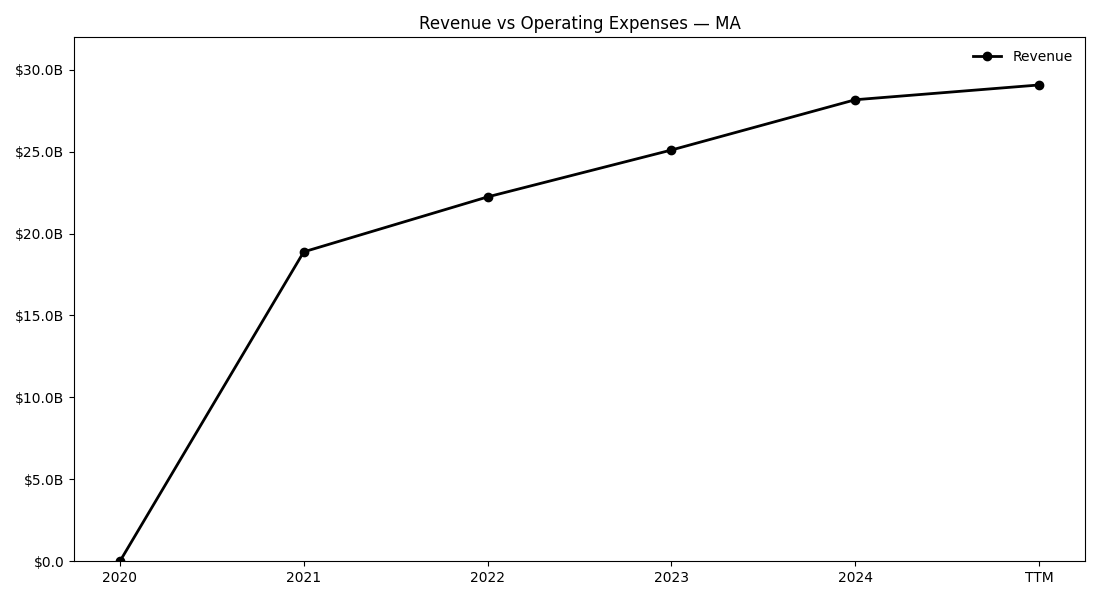 Revenue vs Operating Expenses — MA
Revenue
$30.0B
$25.0B
$20.0B
$15.0B
$10.0B
$5.0B
$0.0
2020 2021 2022 2023 2024 TTM